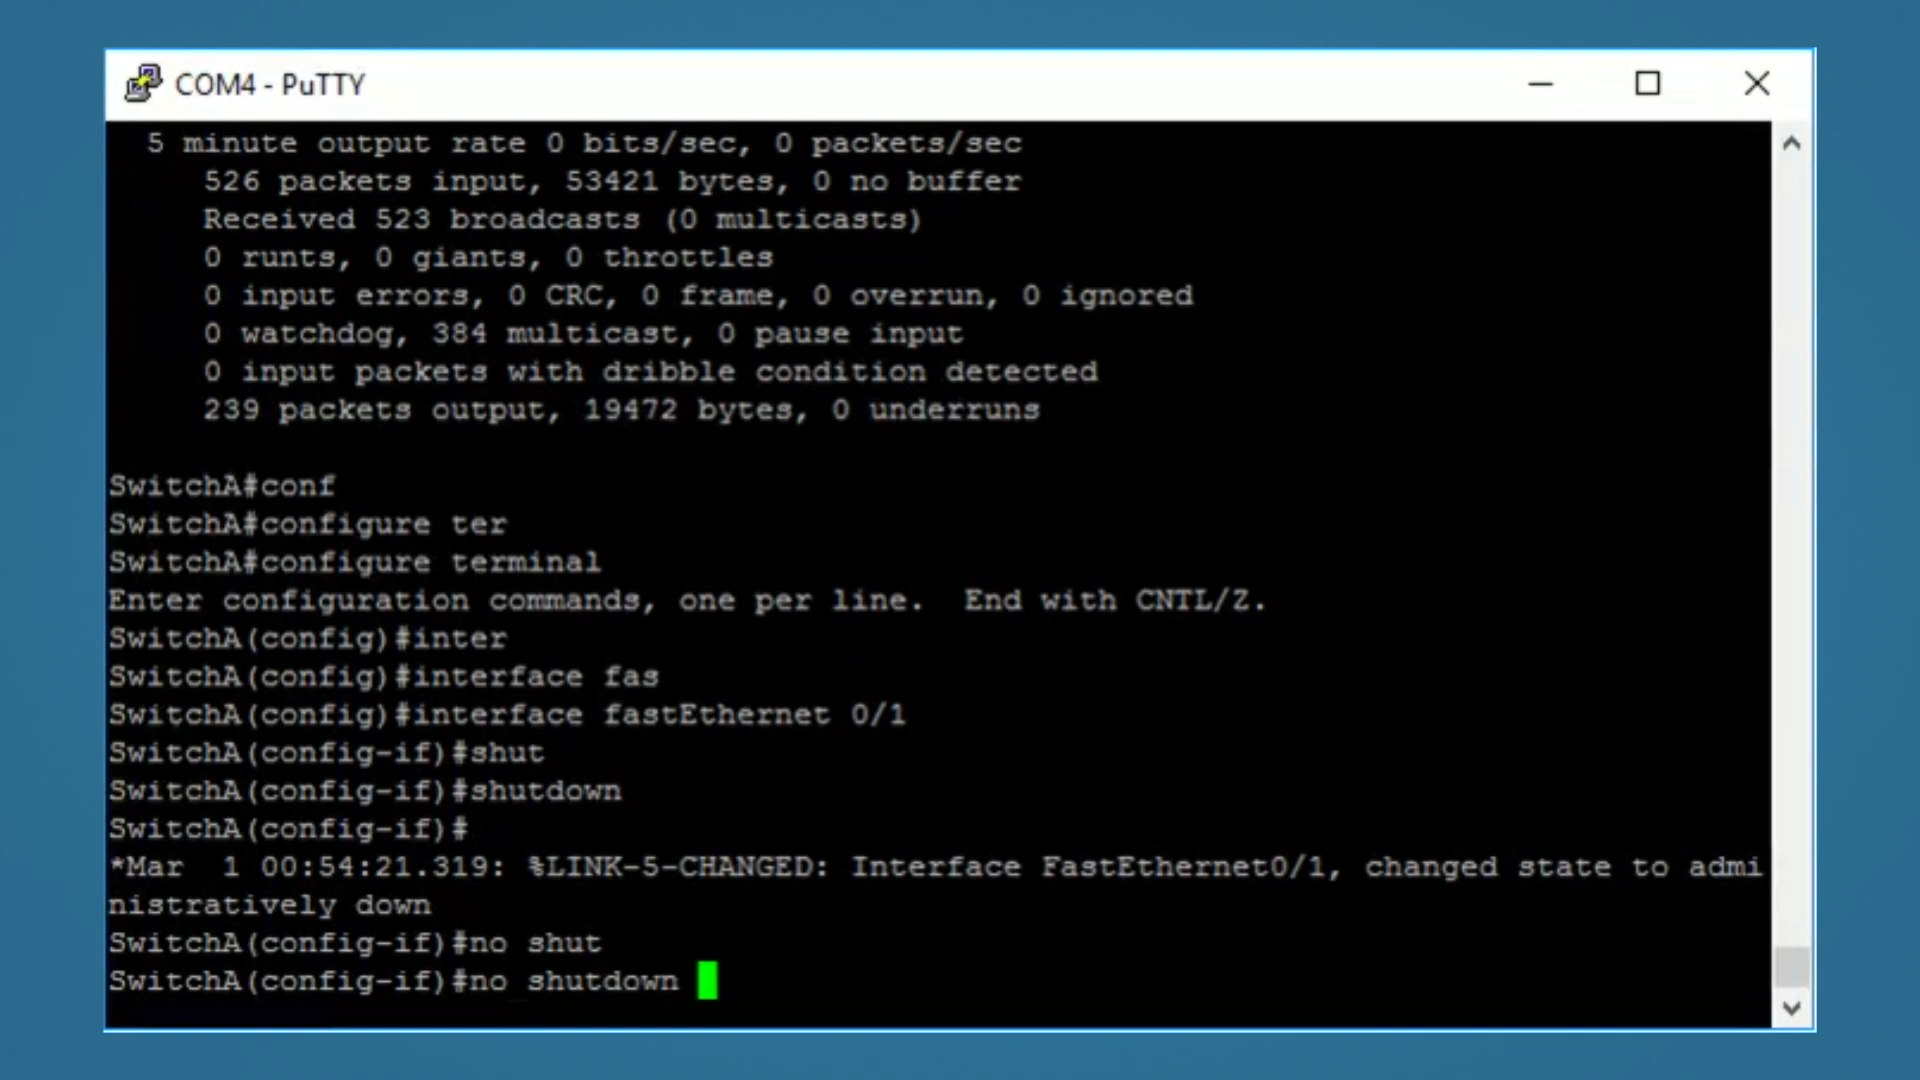 COM4 - PuTTY
5 minute output rate 0 bits/sec, 0 packets/sec
526 packets input, 53421 bytes, 0 no buffer
Received 523 broadcasts (0 multicasts)
0 runts, 0 giants, 0 throttles
0 input errors, 0 CRC, 0 frame, 0 overrun, 0 ignored
0 watchdog, 384 multicast, 0 pause input
0 input packets with dribble condition detected
239 packets output, 19472 bytes, 0 underruns
SwitchA#conf
SwitchA#configure ter
SwitchA#configure terminal
Enter configuration commands, one per line.  End with CNTL/Z.
SwitchA(config)#inter
SwitchA(config)#interface fas
SwitchA(config)#interface fastEthernet 0/1
SwitchA(config-if)#shut
SwitchA(config-if)#shutdown
SwitchA(config-if)#
*Mar  1 00:54:21.319: %LINK-5-CHANGED: Interface FastEthernet0/1, changed state to admi
nistratively down
SwitchA(config-if)#no shut
SwitchA(config-if)#no shutdown